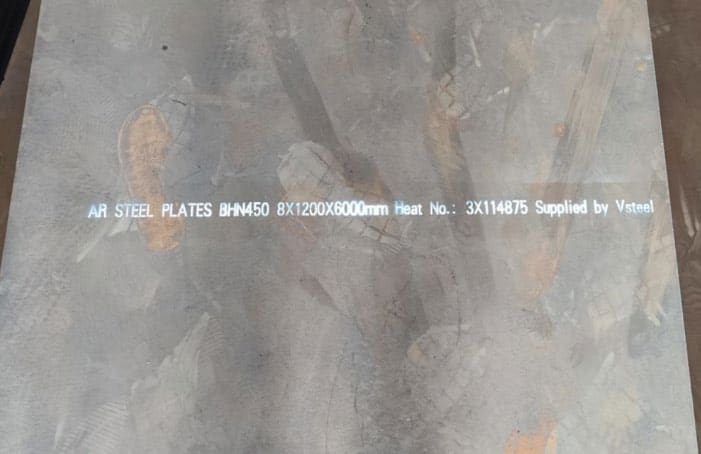 AR STEEL PLATES BHN450 8X1200X6000mm Heat No.: 3X114875 Supplied by Vsteel